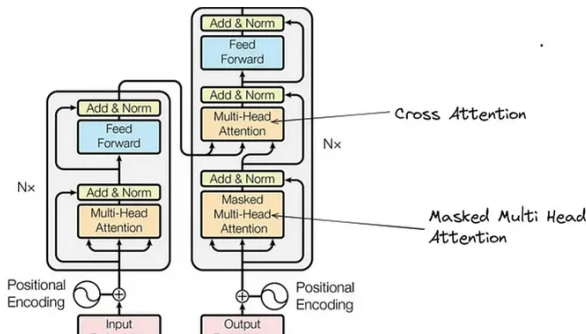 Add & Norm
Feed
Forward
Add & Norm
Multi-Head
Attention
Cross Attention
Nx
Add & Norm
Masked
Multi-Head
Attention
Masked Multi Head
Attention
Add & Norm
Feed
Forward
Nx
Add & Norm
Multi-Head
Attention
Positional
Encoding
Positional
Encoding
Input
Output